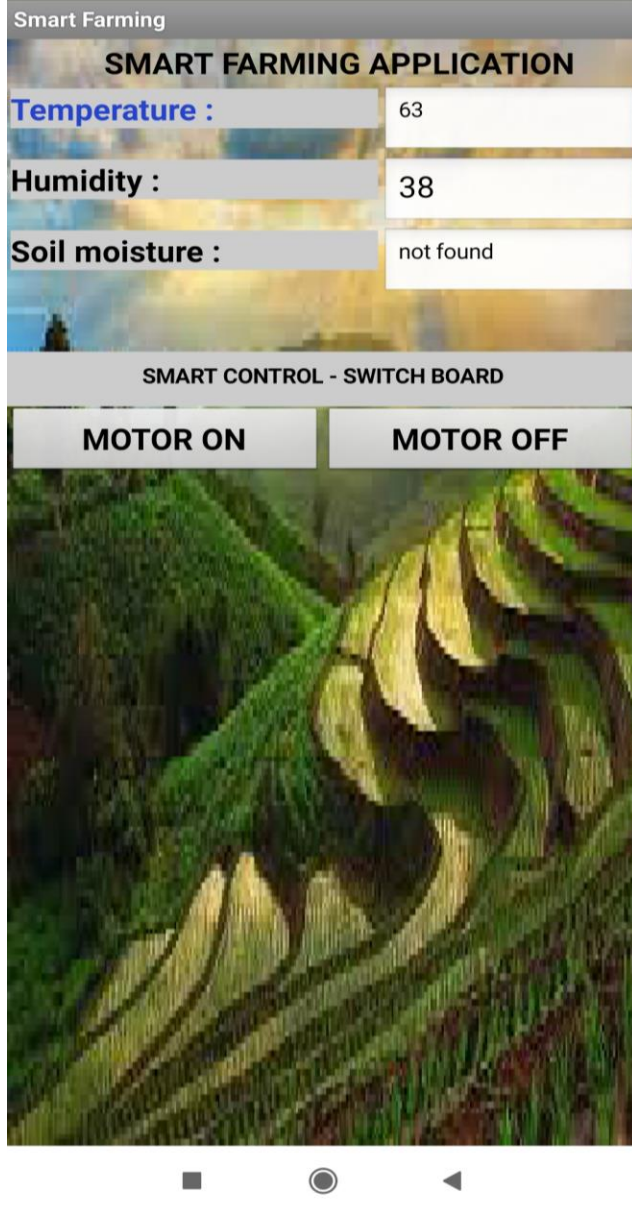 Smart Farming
SMART FARMING APPLICATION
Temperature : 63
Humidity : 38
Soil moisture : not found
SMART CONTROL - SWITCH BOARD
MOTOR ON MOTOR OFF